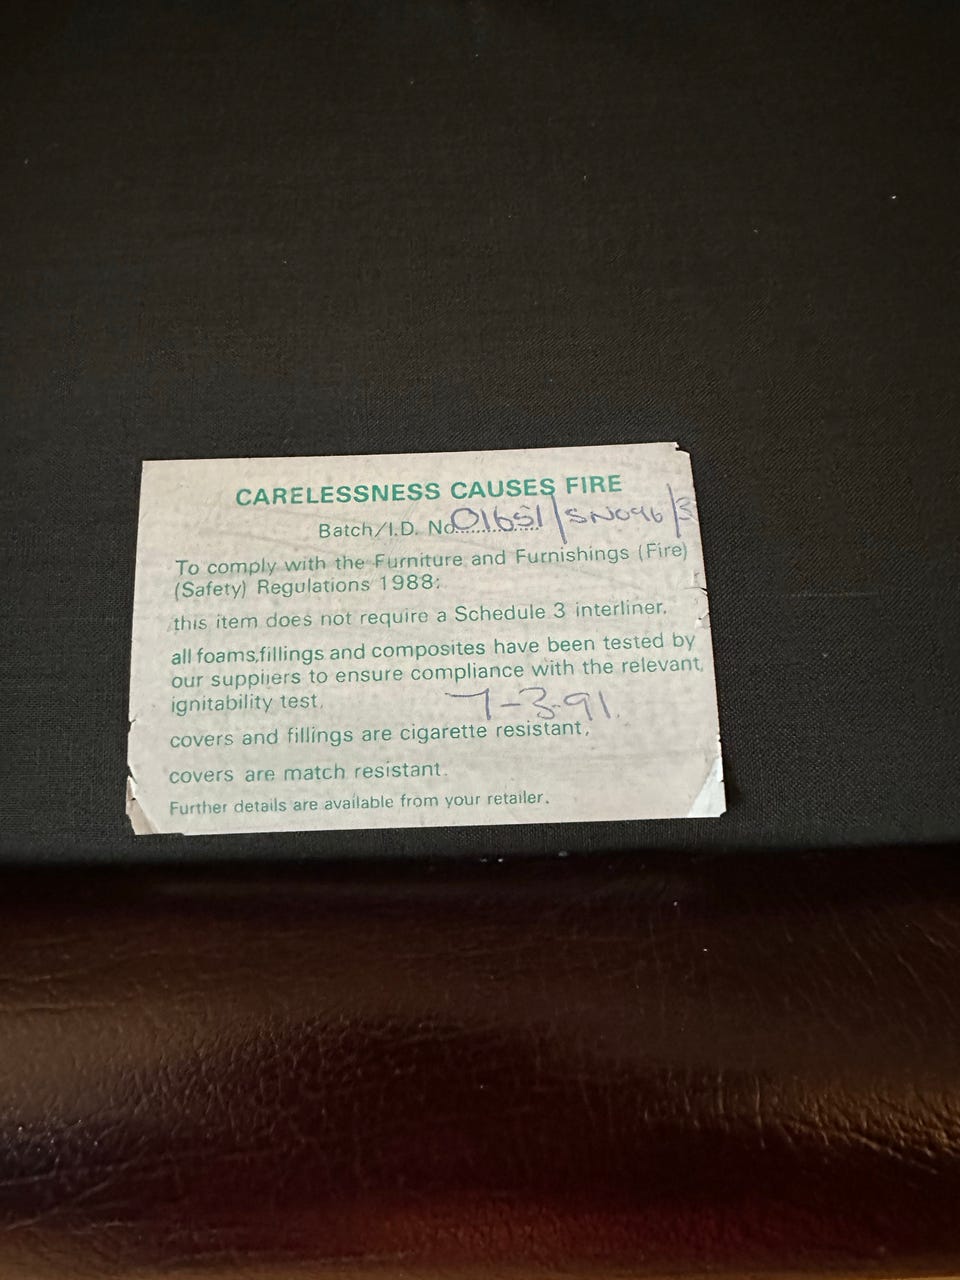 CARELESSNESS CAUSES FIRE
Batch/I.D. No.............. 01651/SN096/
To comply with the Furniture and Furnishings (Fire)
(Safety) Regulations 1988:
this item does not require a Schedule 3 interliner.
all foams,fillings and composites have been tested by
our suppliers to ensure compliance with the relevant
ignitability test.
7-3-91.
covers and fillings are cigarette resistant,
covers are match resistant.
Further details are available from your retailer.